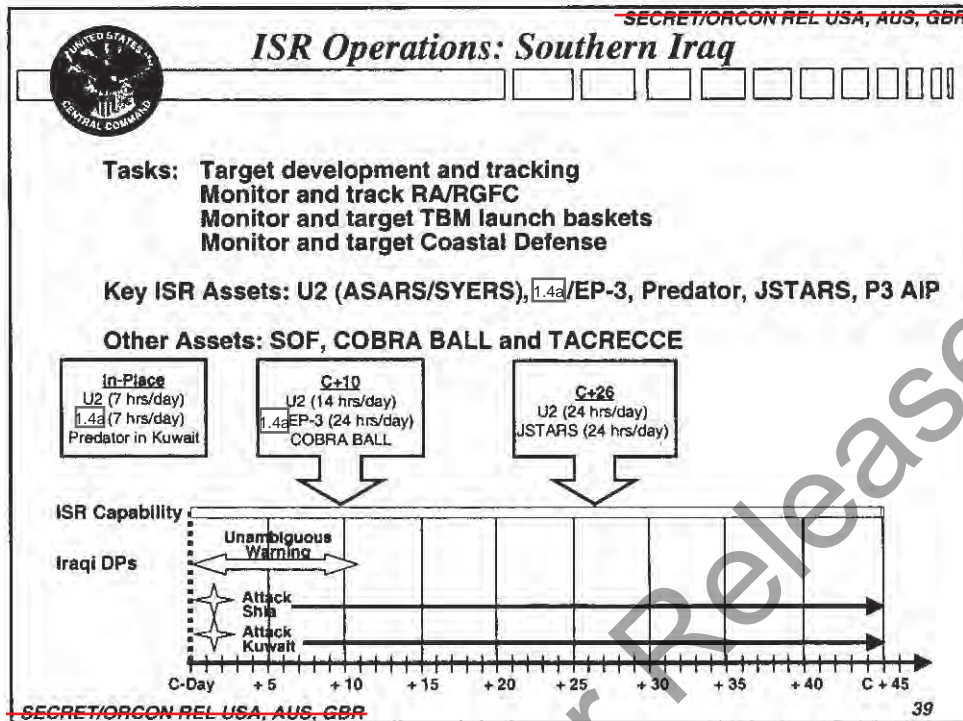 SECRET/ORCON REL USA, AUS, GBR
ISR Operations: Southern Iraq
UNITED STATES
CENTRAL COMMAND
Tasks: Target development and tracking
Monitor and track RA/RGFC
Monitor and target TBM launch baskets
Monitor and target Coastal Defense
Key ISR Assets: U2 (ASARS/SYERS), 1.4a/EP-3, Predator, JSTARS, P3 AIP
Other Assets: SOF, COBRA BALL and TACRECCE
In-Place
U2 (7 hrs/day)
1.4a (7 hrs/day)
Predator in Kuwait
C+10
U2 (14 hrs/day)
1.4a EP-3 (24 hrs/day)
COBRA BALL
C+26
U2 (24 hrs/day)
JSTARS (24 hrs/day)
ISR Capability
Iraqi DPs
Unambiguous
Warning
Attack
Shia
Attack
Kuwait
C-Day +5 +10 +15 +20 +25 +30 +35 +40 C+45
SECRET/ORCON REL USA, AUS, GBR
39
r Release